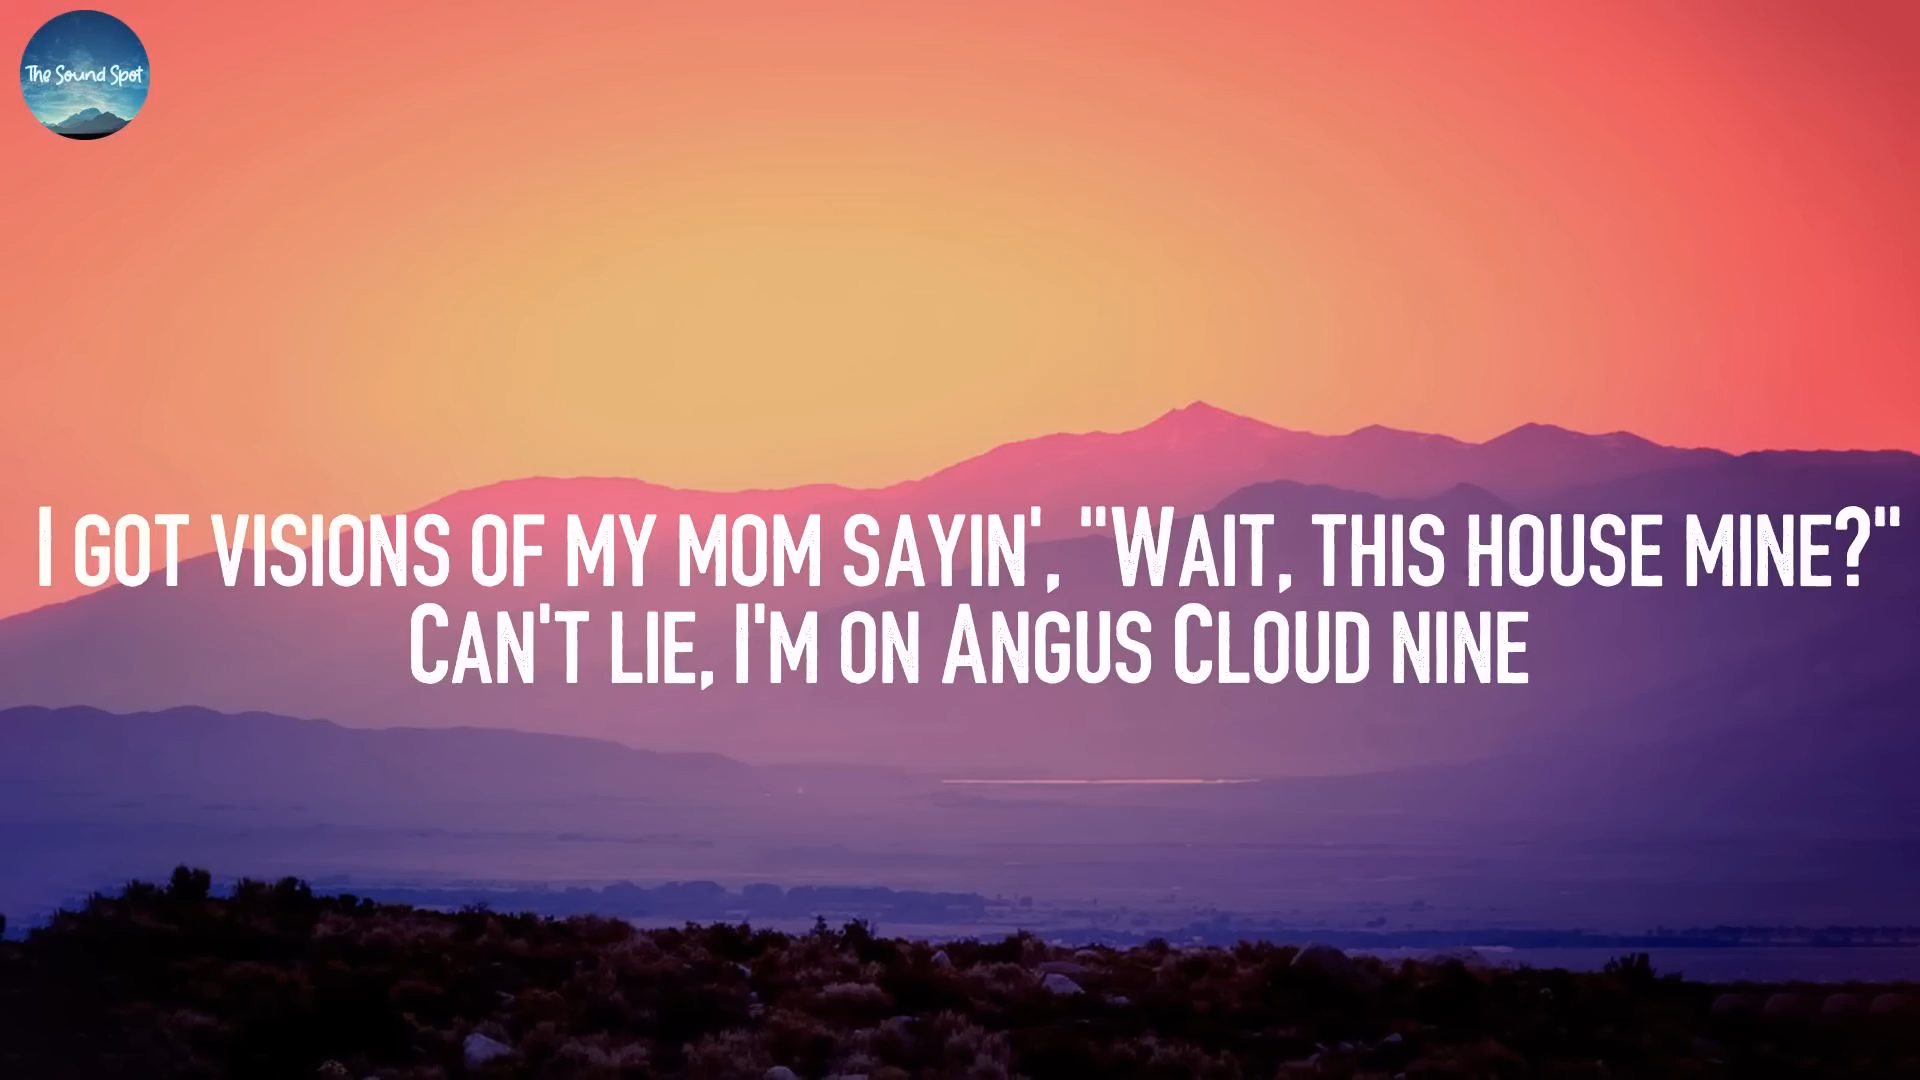 The Sound Spot
I got visions of my mom sayin', "Wait, this house mine?"
Can't lie, I'm on Angus Cloud nine